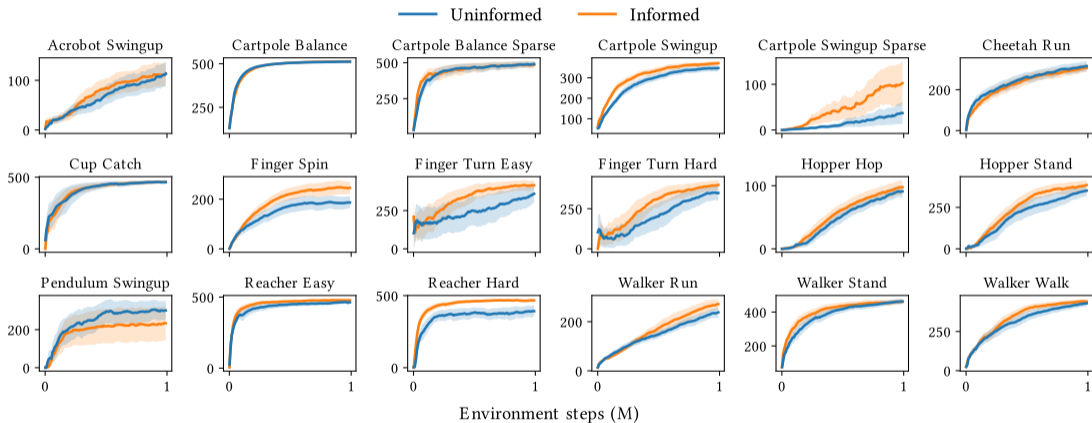 Uninformed Informed
Acrobot Swingup Cartpole Balance Cartpole Balance Sparse Cartpole Swingup Cartpole Swingup Sparse Cheetah Run
100 0 500 250 500 250 300 200 100 100 50 0 200 0
Cup Catch Finger Spin Finger Turn Easy Finger Turn Hard Hopper Hop Hopper Stand
500 0 200 0 250 0 250 0 100 0 250 0
Pendulum Swingup Reacher Easy Reacher Hard Walker Run Walker Stand Walker Walk
200 0 500 0 500 0 200 0 400 200 250 0
0 1 0 1 0 1 0 1 0 1 0 1
Environment steps (M)